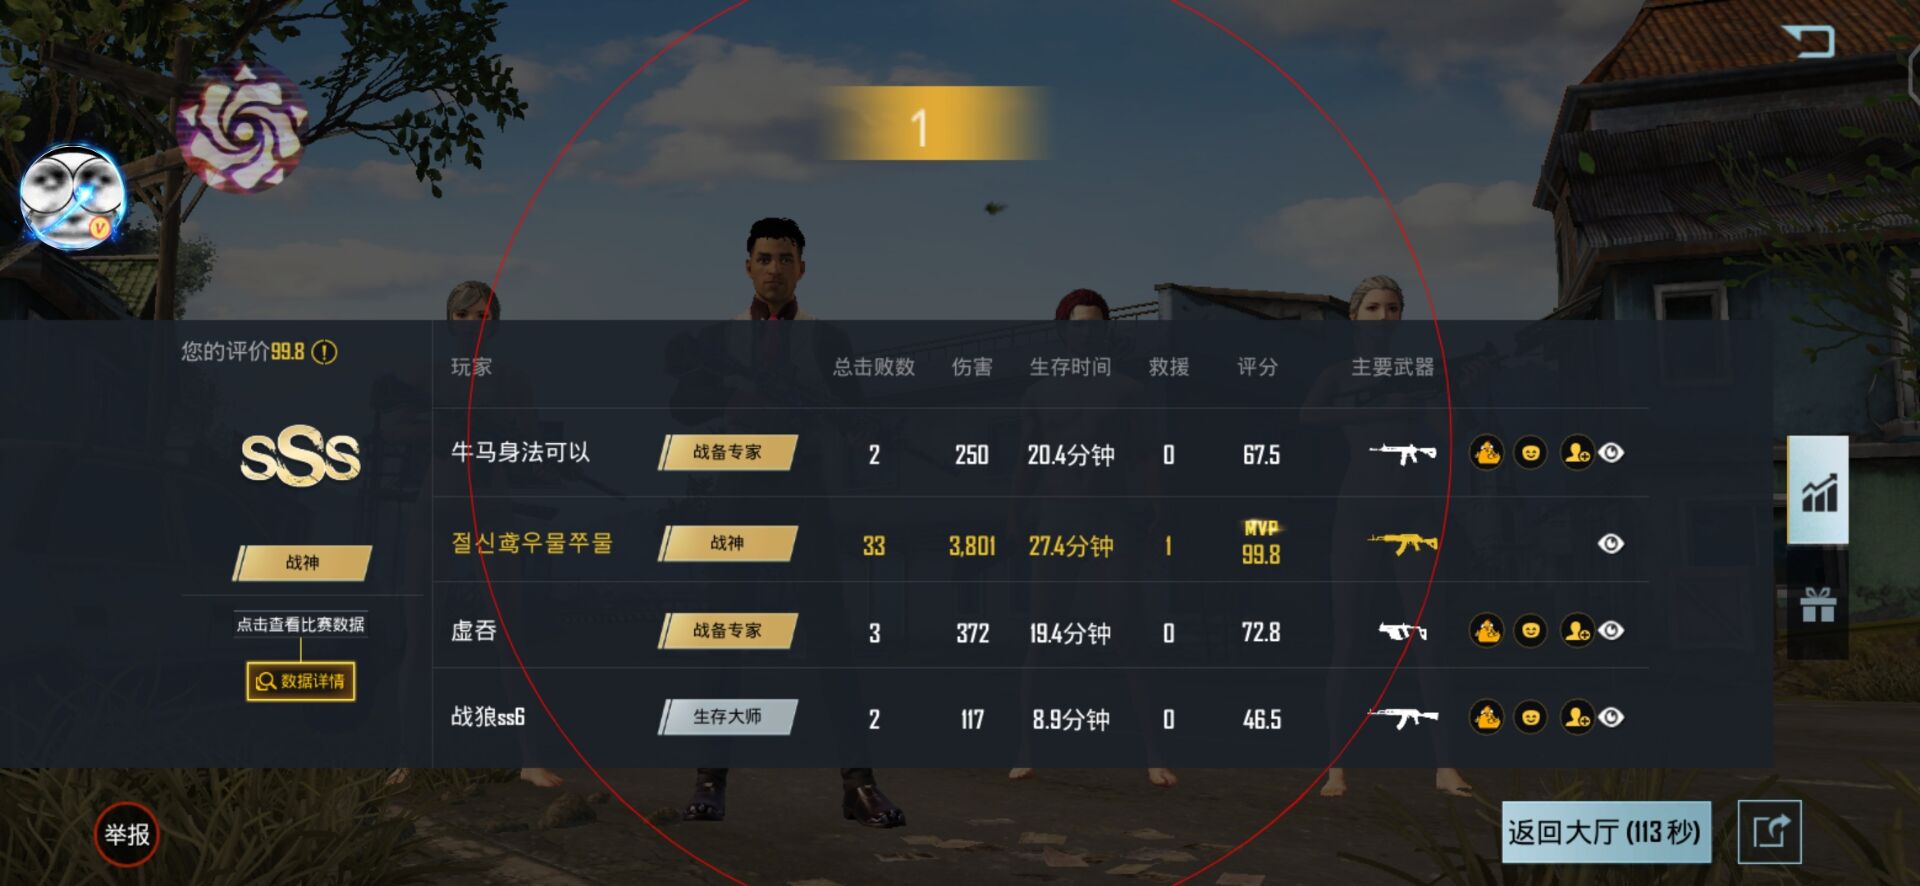 1
您的评价99.8
sSs
战神
点击查看比赛数据
数据详情
玩家 总击败数 伤害 生存时间 救援 评分 主要武器
牛马身法可以 战备专家 2 250 20.4分钟 0 67.5
절신鸢우물쭈물 战神 33 3,801 27.4分钟 1 MVP 99.8
虚吞 战备专家 3 372 19.4分钟 0 72.8
战狼ss6 生存大师 2 117 8.9分钟 0 46.5
举报
返回大厅 (113 秒)